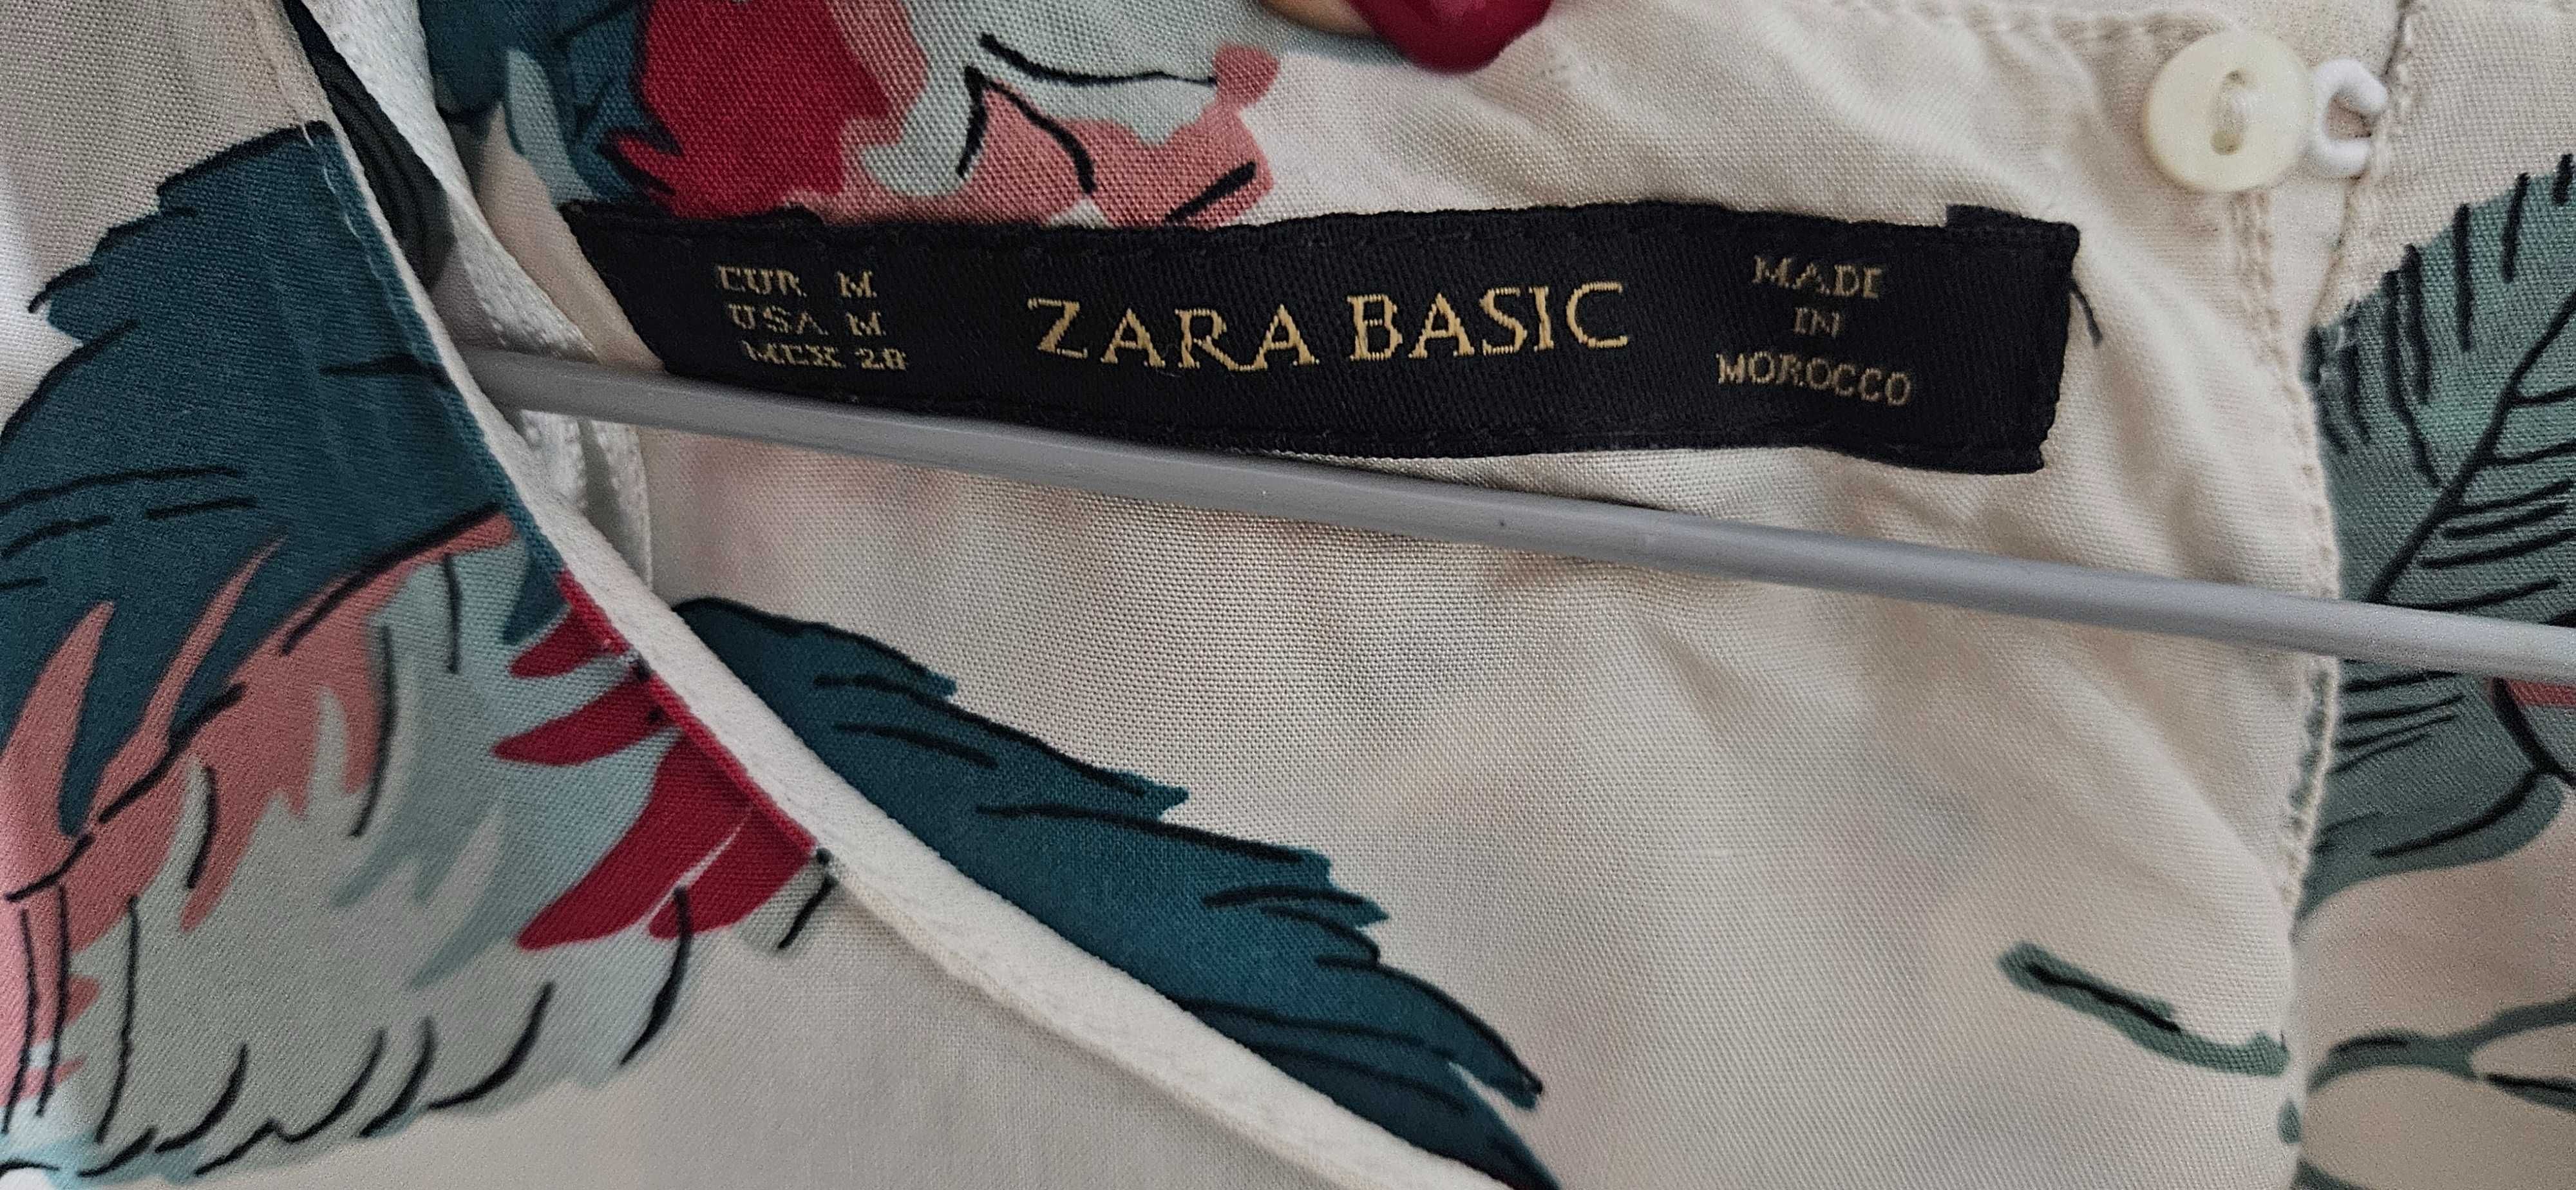 EUR M
USA M
MEX 28
ZARA BASIC
MADE
IN
MOROCCO